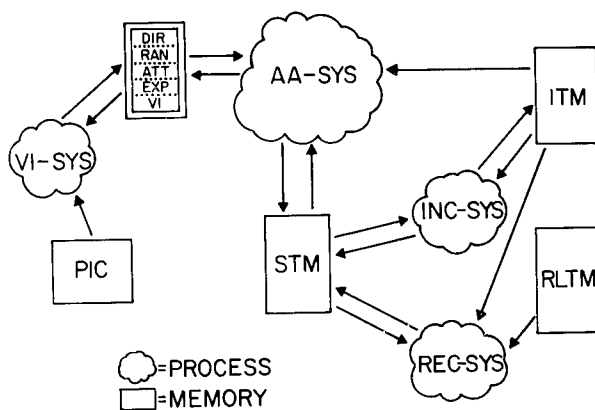 DIR
RAN
ATT
EXP
VI
AA-SYS
ITM
VI-SYS
INC-SYS
PIC
STM
RLTM
REC-SYS
=PROCESS
=MEMORY